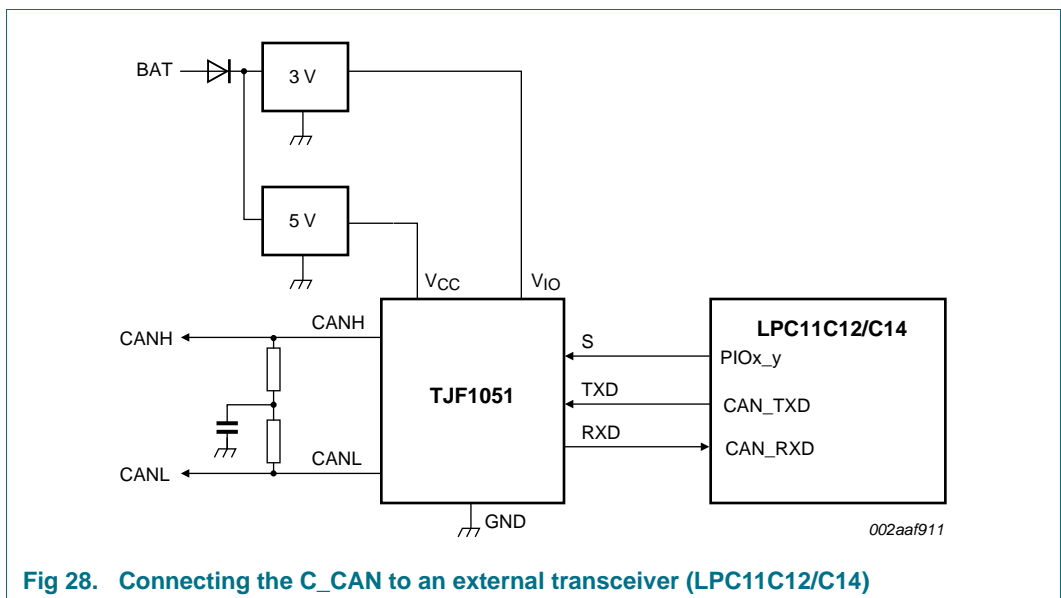 BAT
3 V
5 V
VCC
VIO
CANH
CANH
CANL
CANL
TJF1051
GND
S
TXD
RXD
LPC11C12/C14
PIOx_y
CAN_TXD
CAN_RXD
002aaf911
Fig 28. Connecting the C_CAN to an external transceiver (LPC11C12/C14)